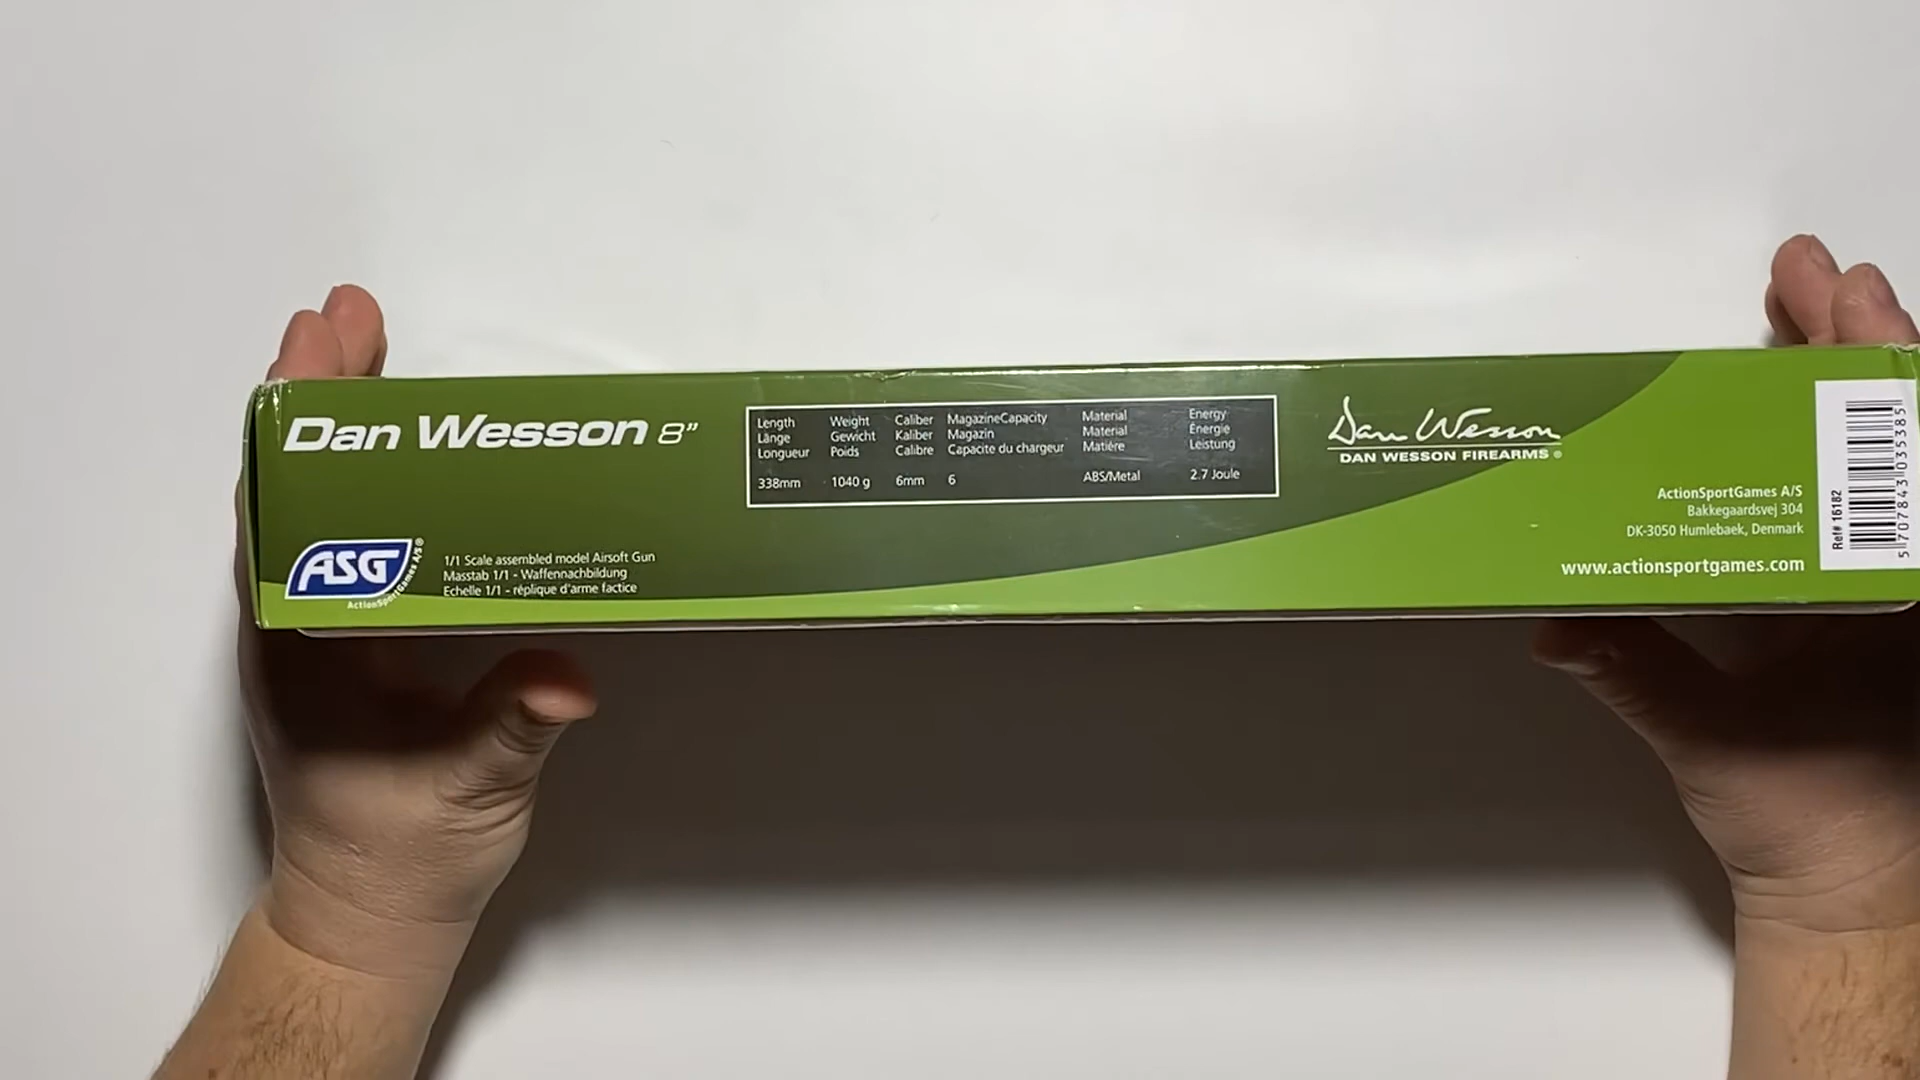 Dan Wesson 8”
Length Weight Caliber MagazineCapacity Material Energy
Länge Gewicht Kaliber Magazin Material Énergie
Longueur Poids Calibre Capacite du chargeur Matiére Leistung
338mm 1040 g 6mm 6 ABS/Metal 2.7 Joule
Dan Wesson
DAN WESSON FIREARMS ®
ASG ®
ActionSportGames A/S
1/1 Scale assembled model Airsoft Gun
Masstab 1/1 - Waffennachbildung
Echelle 1/1 - réplique d'arme factice
ActionSportGames A/S
Bakkegaardsvej 304
DK-3050 Humlebaek, Denmark
www.actionsportgames.com
Ref# 16182
5 707843 035385